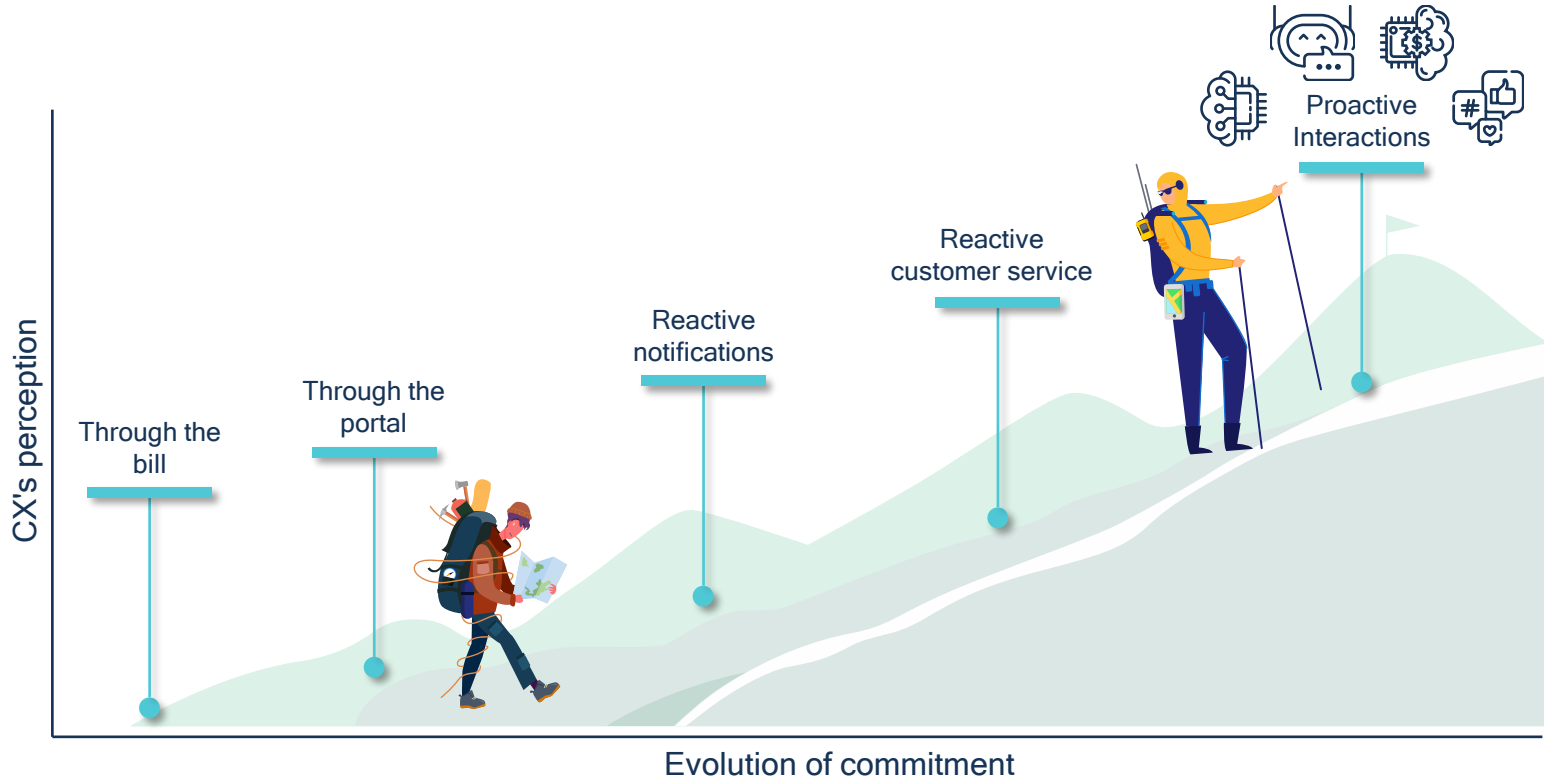 CX's perception
Through the
bill
Through the
portal
Reactive
notifications
Reactive
customer service
Proactive
Interactions
$
#
Evolution of commitment